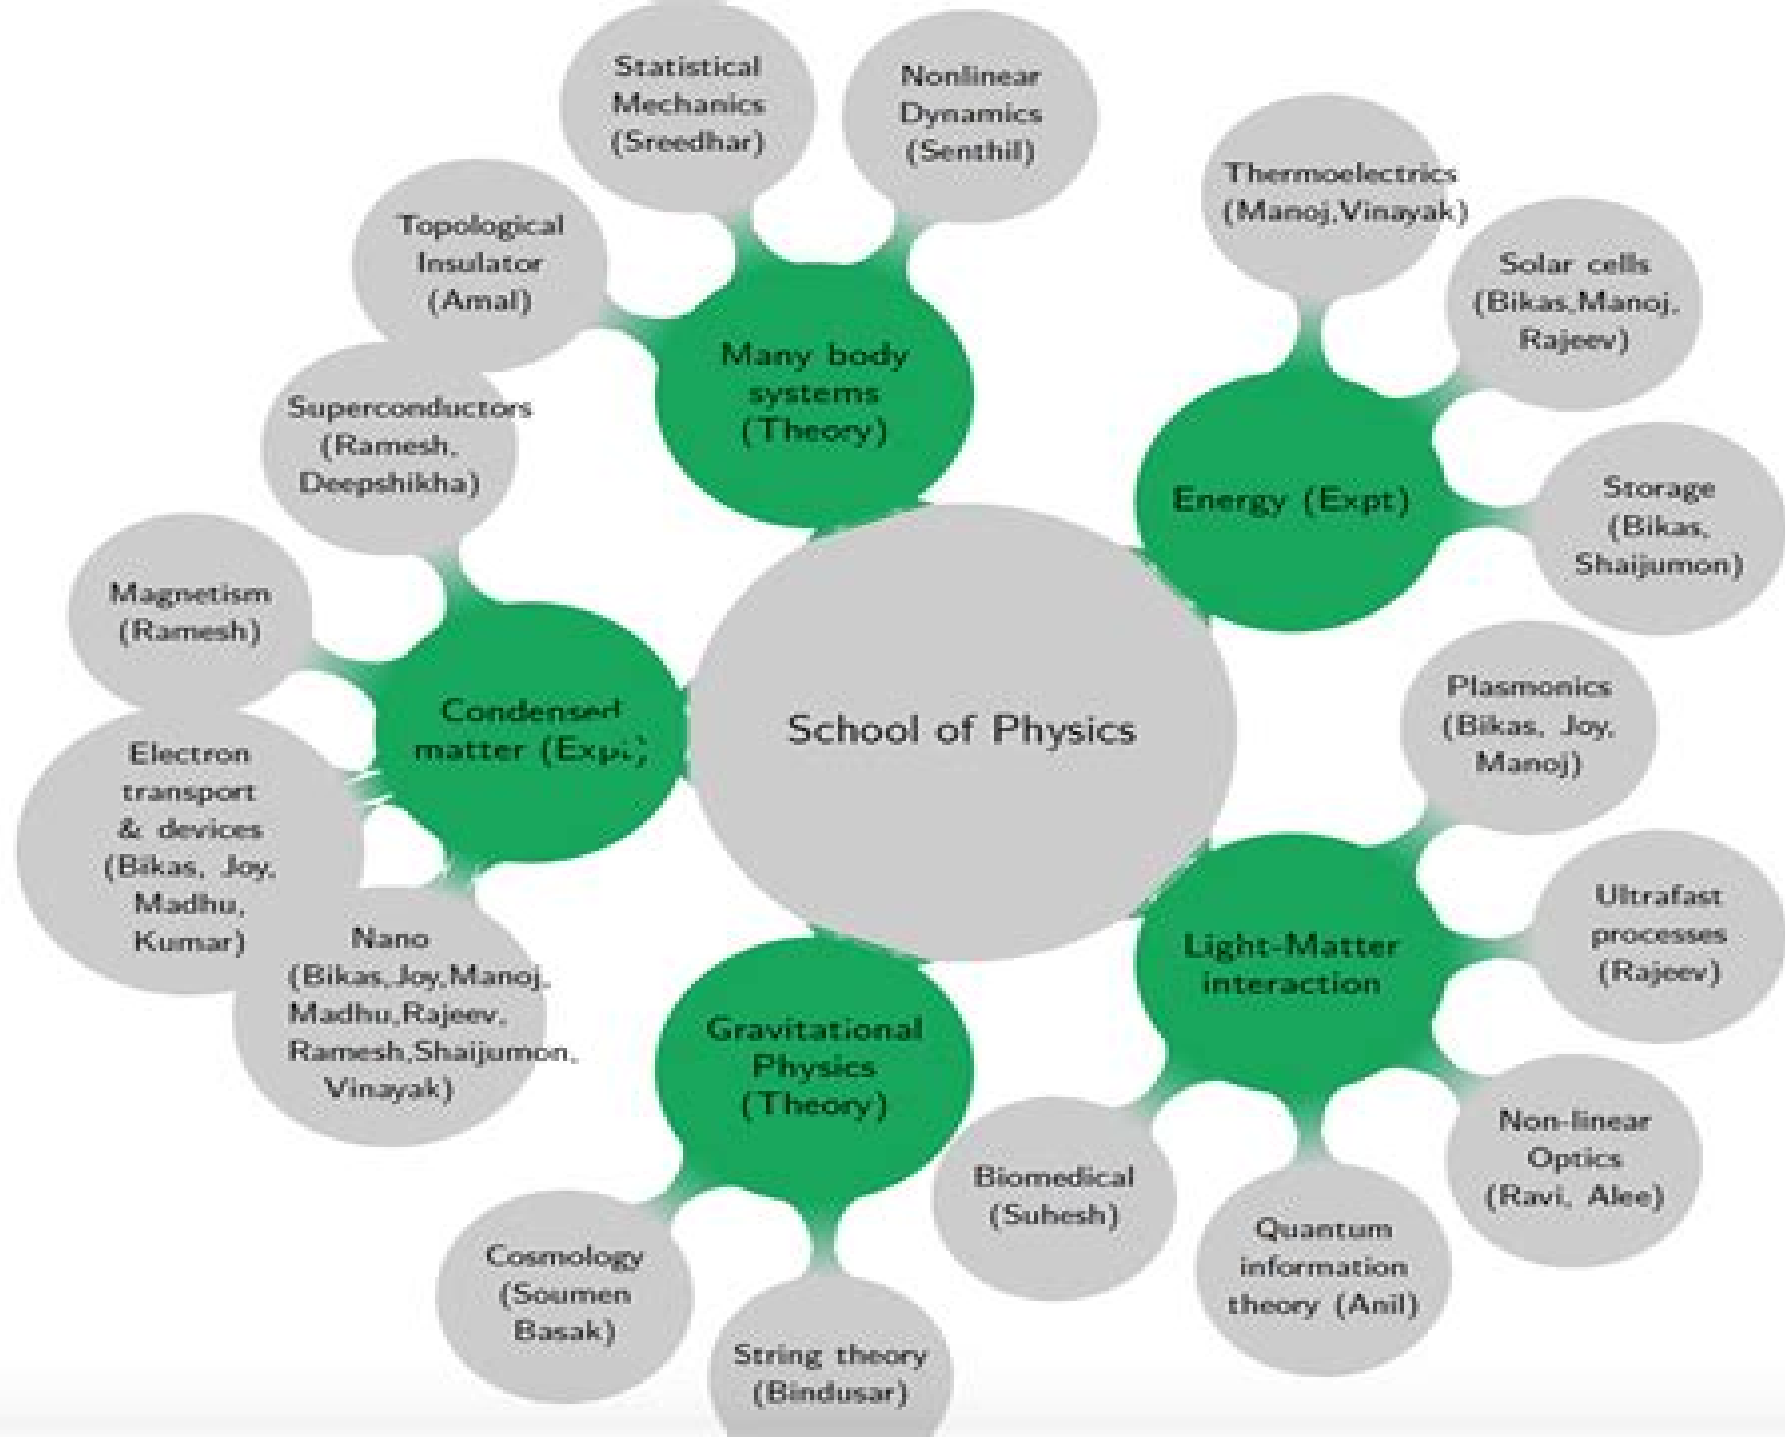 Statistical
Mechanics
(Sreedhar)
Nonlinear
Dynamics
(Senthil)
Topological
Insulator
(Amal)
Many body
systems
(Theory)
Thermoelectrics
(Manoj,Vinayak)
Solar cells
(Bikas,Manoj,
Rajeev)
Storage
(Bikas,
Shaijumon)
Energy (Expt)
Superconductors
(Ramesh,
Deepshikha)
Magnetism
(Ramesh)
Condensed
matter (Expt)
Electron
transport
& devices
(Bikas, Joy,
Madhu,
Kumar)
Nano
(Bikas,Joy,Manoj,
Madhu,Rajeev,
Ramesh,Shaijumon,
Vinayak)
School of Physics
Plasmonics
(Bikas, Joy,
Manoj)
Ultrafast
processes
(Rajeev)
Light-Matter
interaction
Non-linear
Optics
(Ravi, Alee)
Quantum
information
theory (Anil)
Biomedical
(Suhesh)
Gravitational
Physics
(Theory)
Cosmology
(Soumen
Basak)
String theory
(Bindusar)